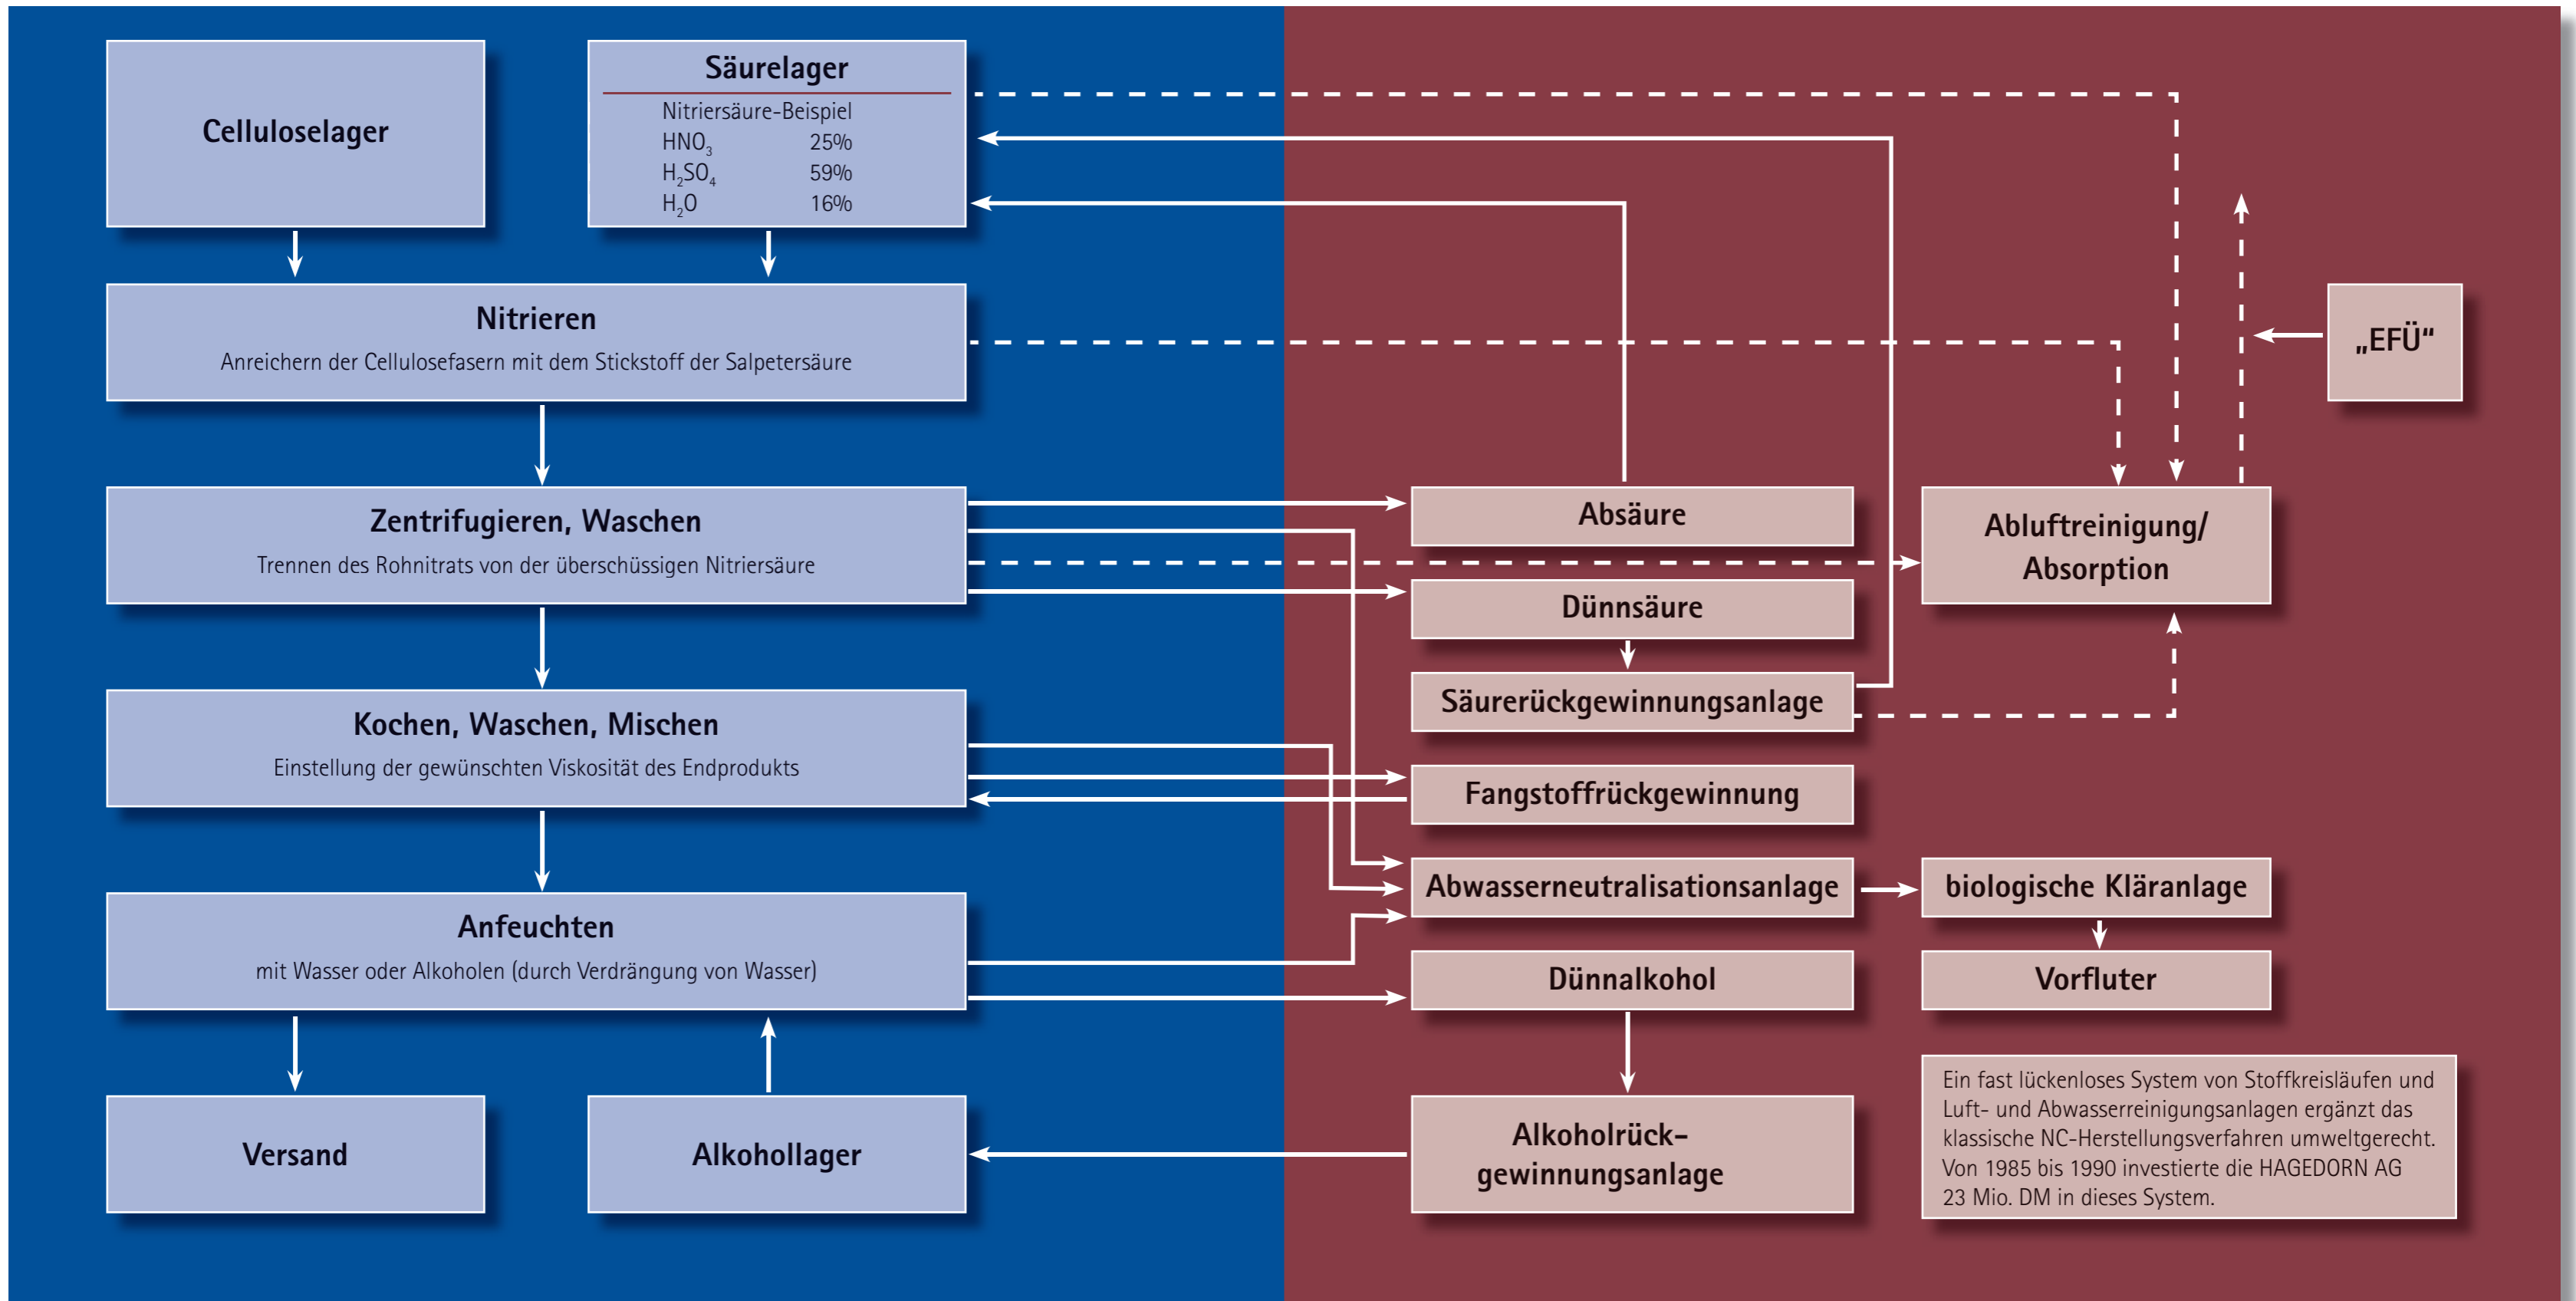 Celluloselager
Säurelager
Nitriersäure-Beispiel
HNO₃ 25%
H₂SO₄ 59%
H₂O 16%
Nitrieren
Anreichern der Cellulosefasern mit dem Stickstoff der Salpetersäure
„EFÜ“
Zentrifugieren, Waschen
Trennen des Rohnitrats von der überschüssigen Nitriersäure
Absäure
Abluftreinigung/
Absorption
Dünnsäure
Säurerückgewinnungsanlage
Kochen, Waschen, Mischen
Einstellung der gewünschten Viskosität des Endprodukts
Fangstoffrückgewinnung
Abwasserneutralisationsanlage
biologische Kläranlage
Anfeuchten
mit Wasser oder Alkoholen (durch Verdrängung von Wasser)
Dünnalkohol
Vorfluter
Versand
Alkohollager
Alkoholrück-
gewinnungsanlage
Ein fast lückenloses System von Stoffkreisläufen und
Luft- und Abwasserreinigungsanlagen ergänzt das
klassische NC-Herstellungsverfahren umweltgerecht.
Von 1985 bis 1990 investierte die HAGEDORN AG
23 Mio. DM in dieses System.